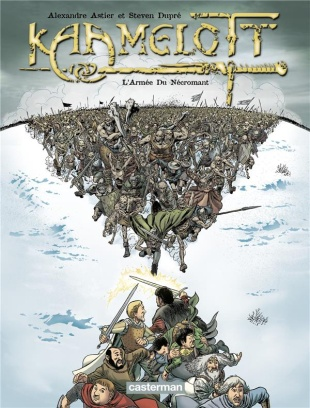 Alexandre Astier et Steven Dupré
KAAMELOTT
L'Armée Du Nécromant
casterman